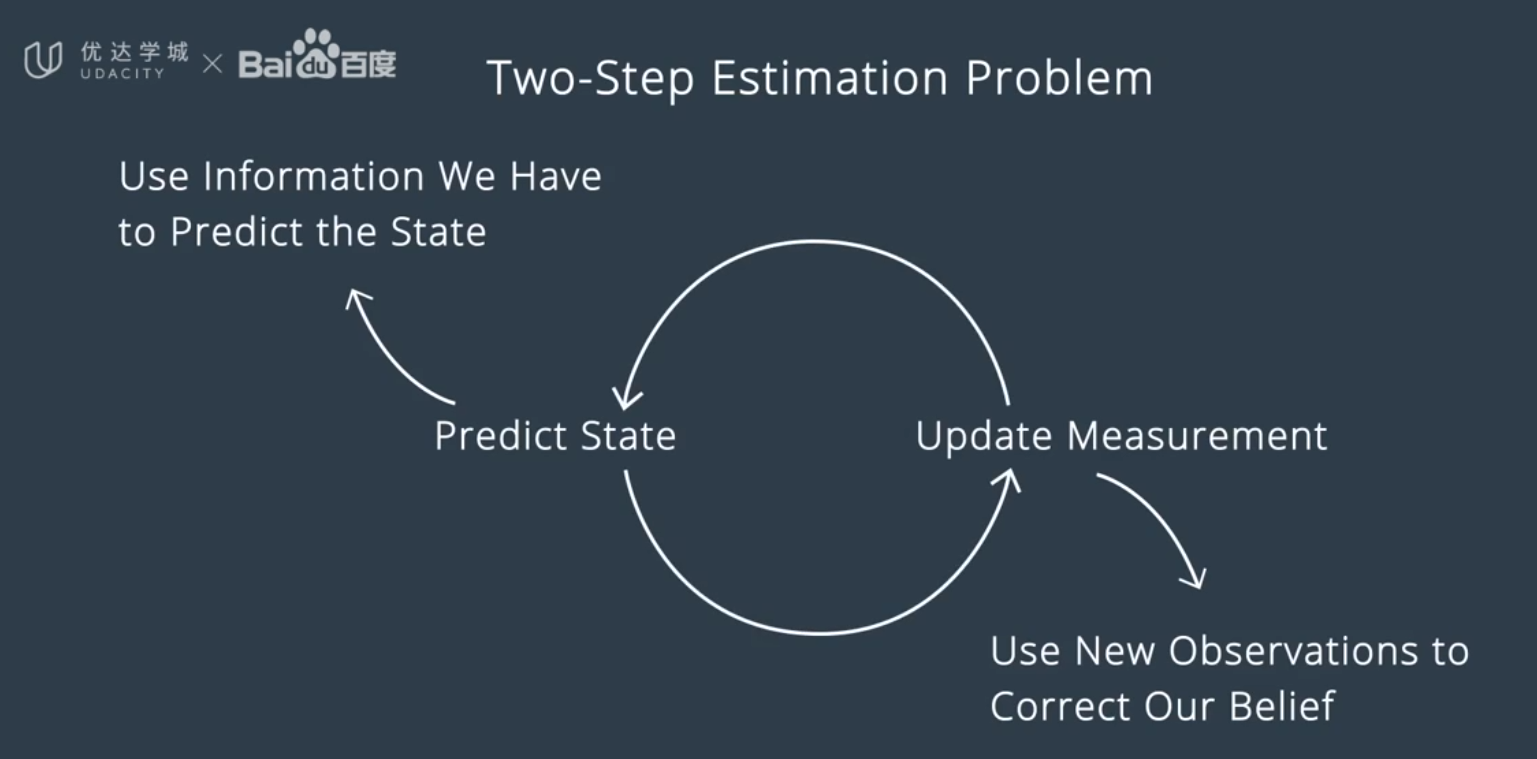 优达学城
UDACITY
×
Baidu百度
Two-Step Estimation Problem
Use Information We Have
to Predict the State
Predict State
Update Measurement
Use New Observations to
Correct Our Belief